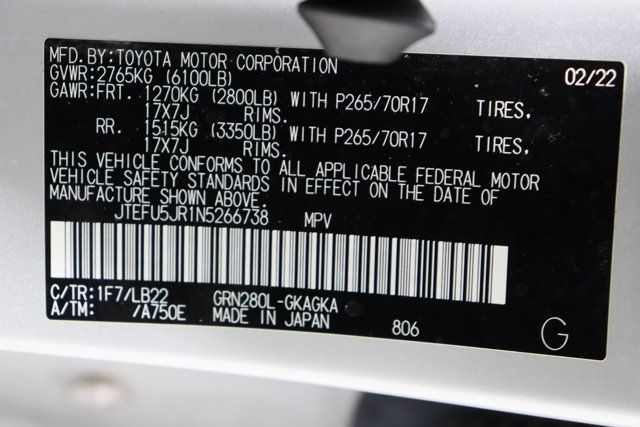 MFD.BY:TOYOTA MOTOR CORPORATION 02/22
GVWR:2765KG (6100LB)
GAWR:FRT. 1270KG (2800LB) WITH P265/70R17 TIRES,
17X7J RIMS.
RR. 1515KG (3350LB) WITH P265/70R17 TIRES,
17X7J RIMS.
THIS VEHICLE CONFORMS TO ALL APPLICABLE FEDERAL MOTOR
VEHICLE SAFETY STANDARDS IN EFFECT ON THE DATE OF
MANUFACTURE SHOWN ABOVE.
JTEFU5JR1N5266738 MPV
C/TR:1F7/LB22 GRN280L-GKAGKA
A/TM: /A750E MADE IN JAPAN 806 G